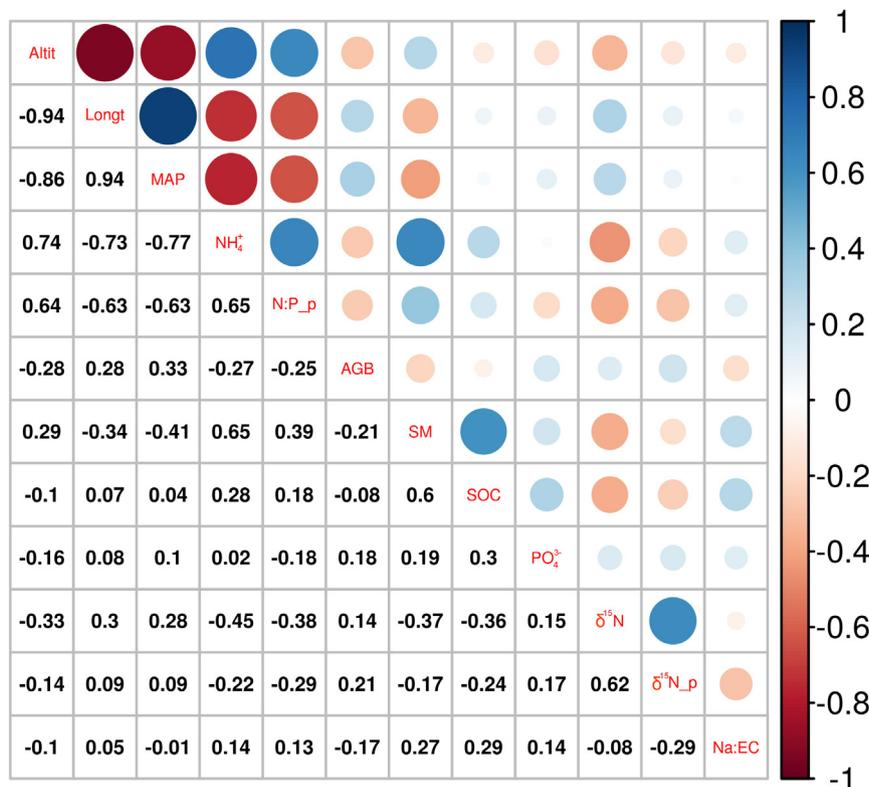 Altit
-0.94 Longt
-0.86 0.94 MAP
0.74 -0.73 -0.77 NH₄⁺
0.64 -0.63 -0.63 0.65 N:P_p
-0.28 0.28 0.33 -0.27 -0.25 AGB
0.29 -0.34 -0.41 0.65 0.39 -0.21 SM
-0.1 0.07 0.04 0.28 0.18 -0.08 0.6 SOC
-0.16 0.08 0.1 0.02 -0.18 0.18 0.19 0.3 PO₄³⁻
-0.33 0.3 0.28 -0.45 -0.38 0.14 -0.37 -0.36 0.15 δ¹⁵N
-0.14 0.09 0.09 -0.22 -0.29 0.21 -0.17 -0.24 0.17 0.62 δ¹⁵N_p
-0.1 0.05 -0.01 0.14 0.13 -0.17 0.27 0.29 0.14 -0.08 -0.29 Na:EC
1
0.8
0.6
0.4
0.2
0
-0.2
-0.4
-0.6
-0.8
-1